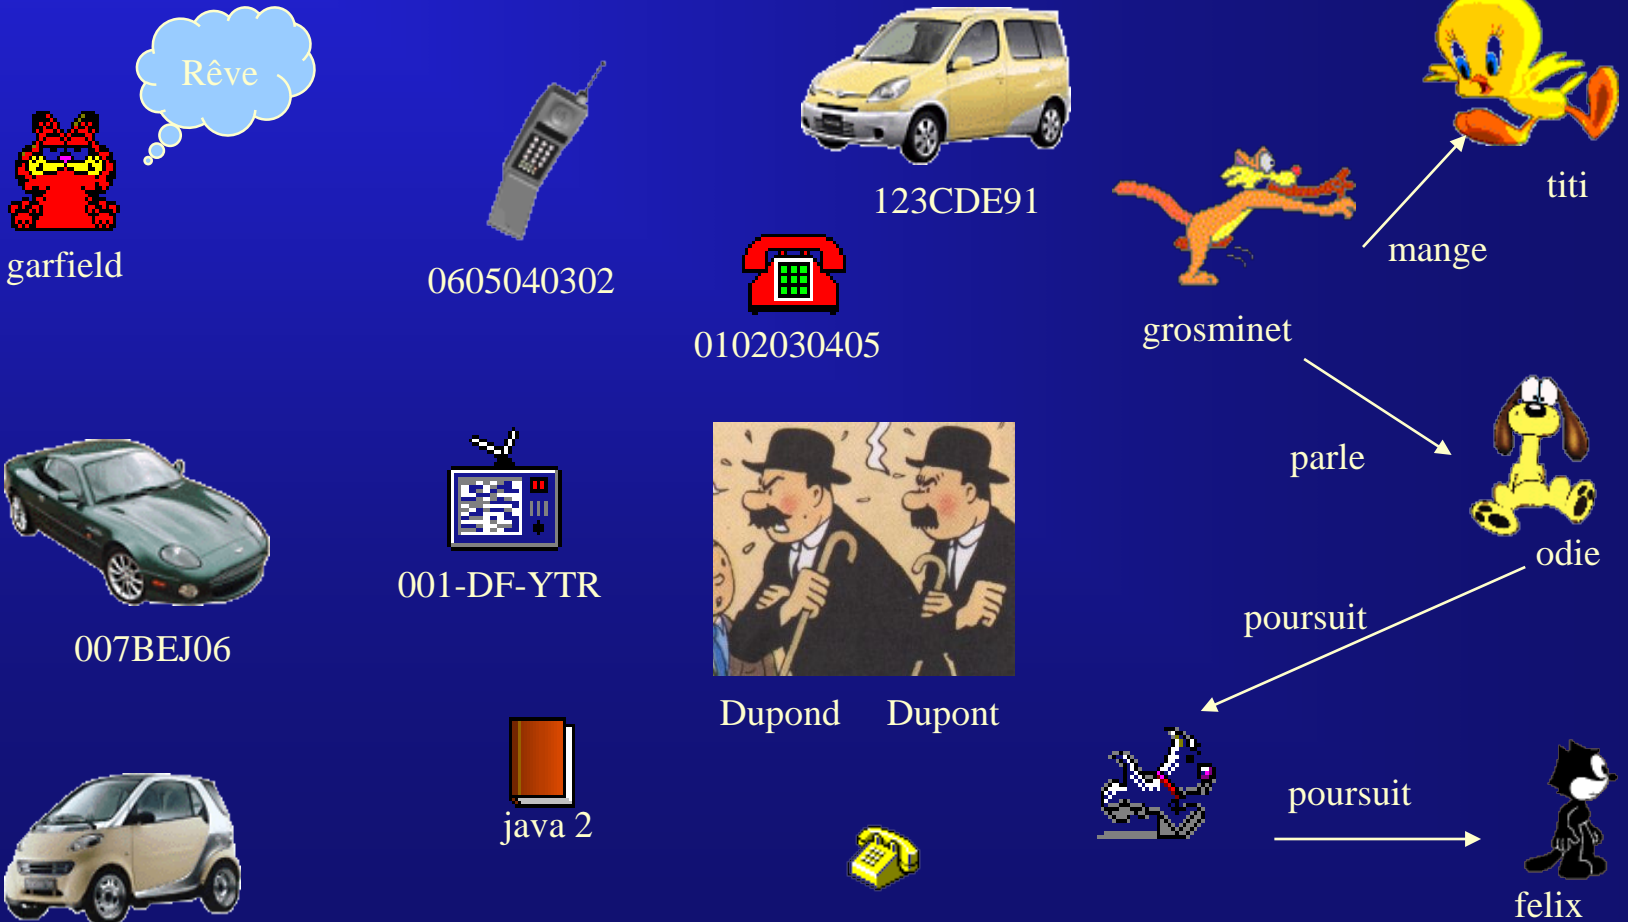 Rêve
garfield
0605040302
123CDE91
0102030405
titi
mange
grosminet
parle
odie
poursuit
007BEJ06
001-DF-YTR
Dupond Dupont
java 2
poursuit
felix